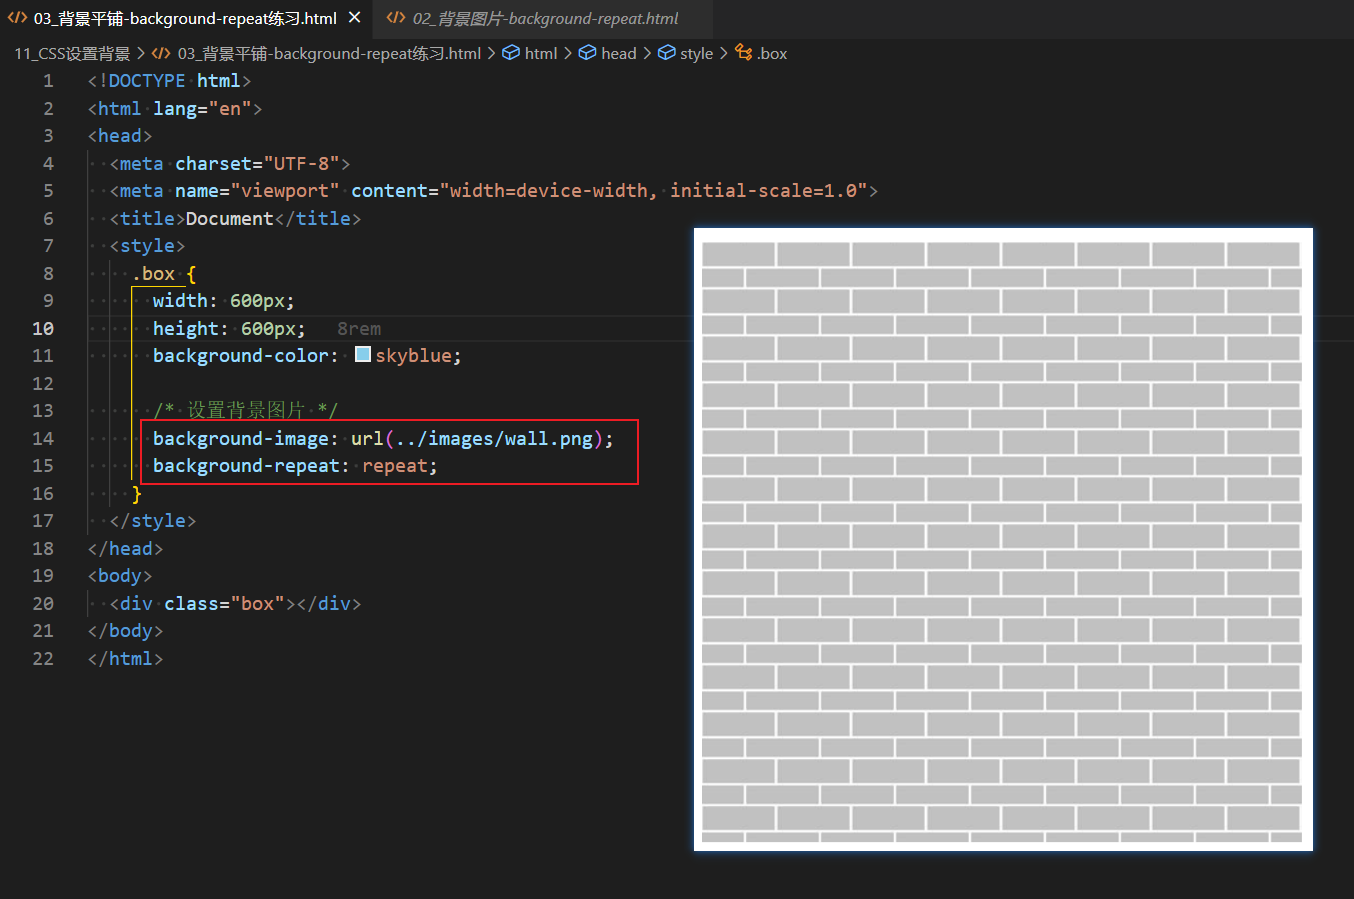 03_背景平铺-background-repeat练习.html
02_背景图片-background-repeat.html
11_CSS设置背景 > 03_背景平铺-background-repeat练习.html > html > head > style > .box
1 <!DOCTYPE html>
2 <html lang="en">
3 <head>
4 <meta charset="UTF-8">
5 <meta name="viewport" content="width=device-width, initial-scale=1.0">
6 <title>Document</title>
7 <style>
8 .box {
9 width: 600px;
10 height: 600px; 8rem
11 background-color: skyblue;
12
13 /* 设置背景图片 */
14 background-image: url(../images/wall.png);
15 background-repeat: repeat;
16 }
17 </style>
18 </head>
19 <body>
20 <div class="box"></div>
21 </body>
22 </html>